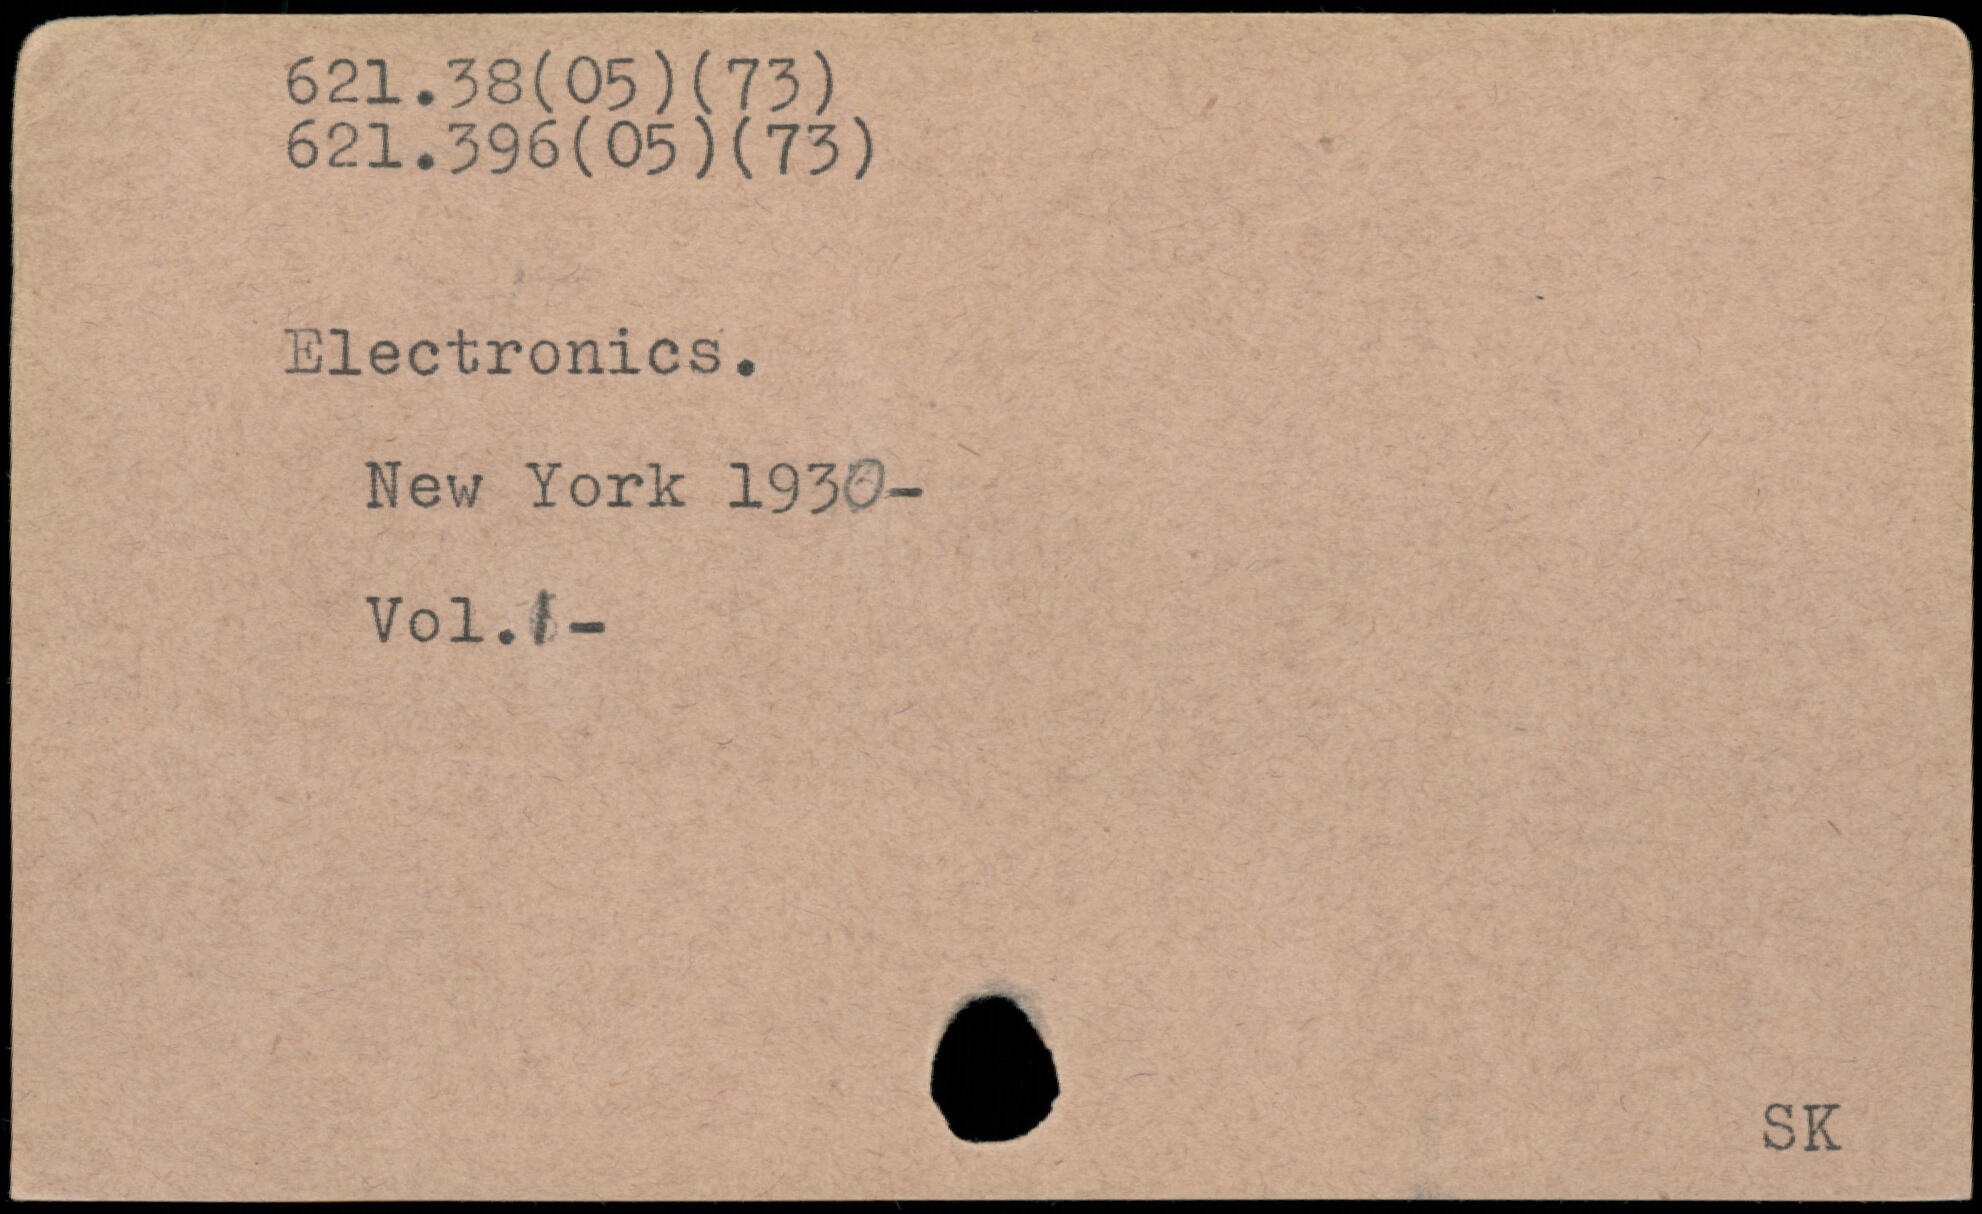 621.38(05)(73)
621.396(05)(73)
Electronics.
New York 1930-
Vol.1-
SK